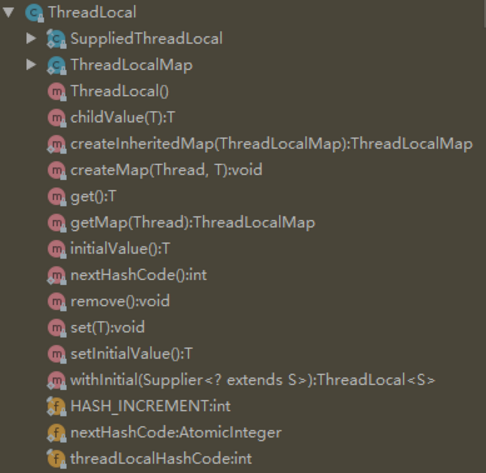 ThreadLocal
SuppliedThreadLocal
ThreadLocalMap
ThreadLocal()
childValue(T):T
createInheritedMap(ThreadLocalMap):ThreadLocalMap
createMap(Thread, T):void
get():T
getMap(Thread):ThreadLocalMap
initialValue():T
nextHashCode():int
remove():void
set(T):void
setInitialValue():T
withInitial(Supplier<? extends S>):ThreadLocal<S>
HASH_INCREMENT:int
nextHashCode:AtomicInteger
threadLocalHashCode:int